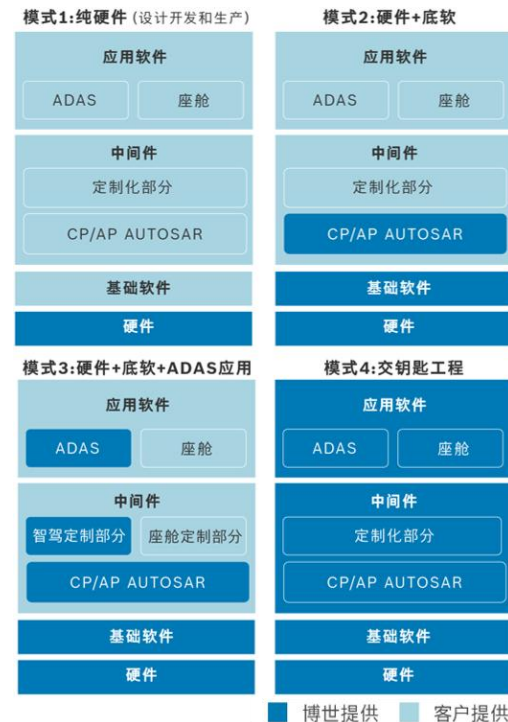 模式1:纯硬件 (设计开发和生产)
应用软件
ADAS
座舱
中间件
定制化部分
CP/AP AUTOSAR
基础软件
硬件
模式2:硬件+底软
应用软件
ADAS
座舱
中间件
定制化部分
CP/AP AUTOSAR
基础软件
硬件
模式3:硬件+底软+ADAS应用
应用软件
ADAS
座舱
中间件
智驾定制部分
座舱定制部分
CP/AP AUTOSAR
基础软件
硬件
模式4:交钥匙工程
应用软件
ADAS
座舱
中间件
定制化部分
CP/AP AUTOSAR
基础软件
硬件
博世提供
客户提供